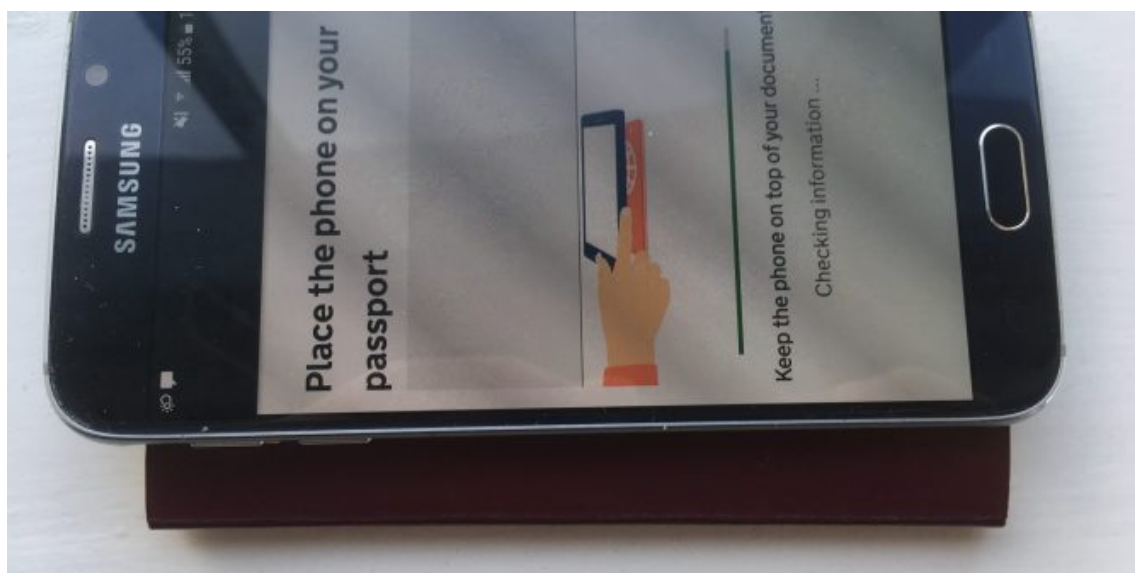 55%
SAMSUNG
Place the phone on your
passport
Keep the phone on top of your document
Checking information ...